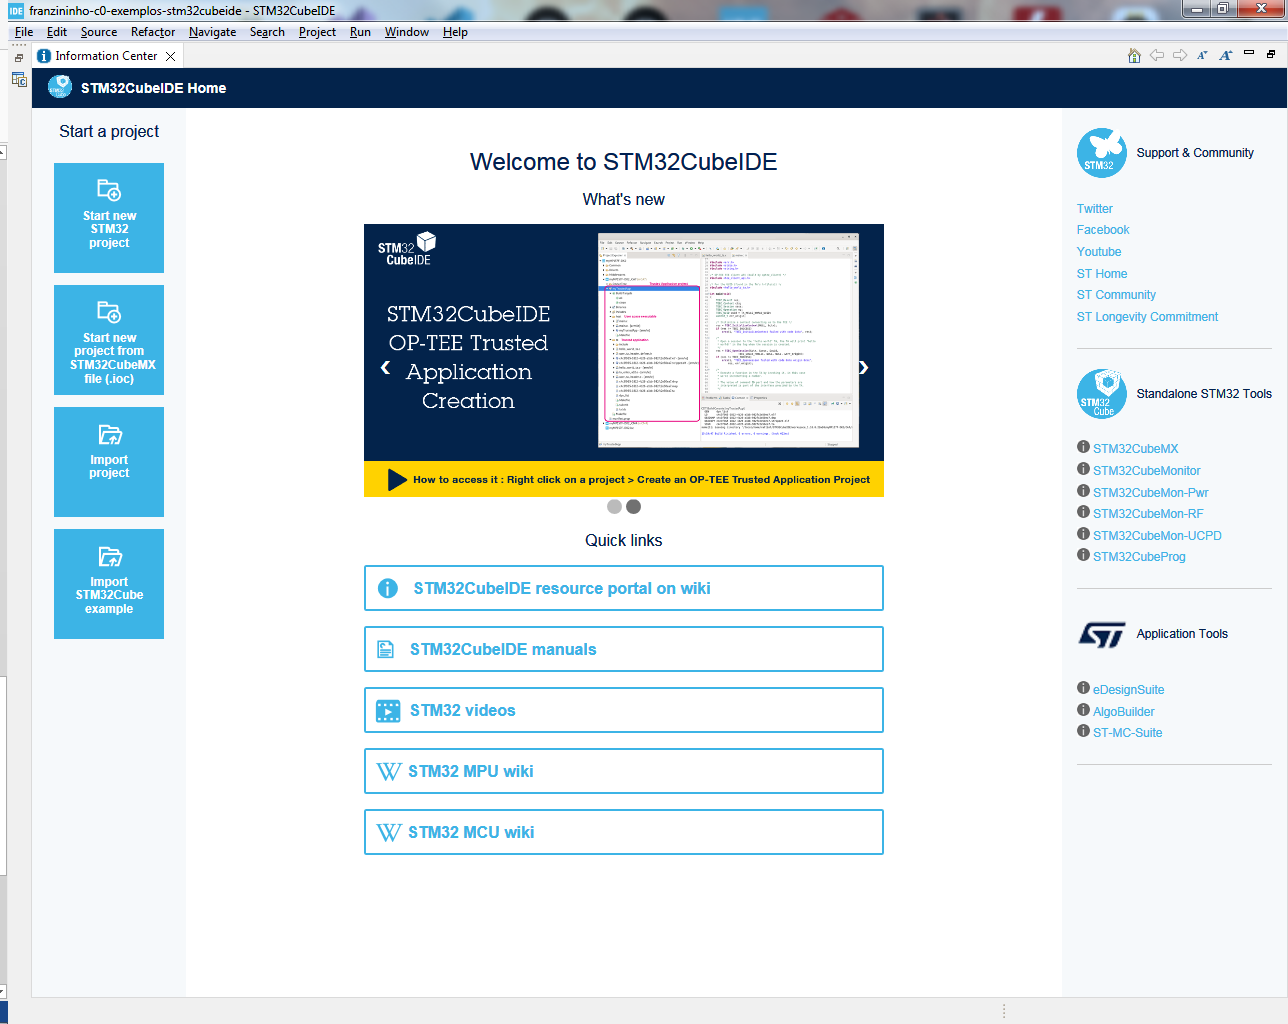 IDE franzininho-c0-exemplos-stm32cubeide - STM32CubeIDE
File Edit Source Refactor Navigate Search Project Run Window Help
Information Center
STM32CubeIDE Home
Start a project
Start new
STM32
project
Start new
project from
STM32CubeMX
file (.ioc)
Import
project
Import
STM32Cube
example
Welcome to STM32CubeIDE
What's new
STM32
CubeIDE
STM32CubeIDE
OP-TEE Trusted
Application
Creation
How to access it : Right click on a project > Create an OP-TEE Trusted Application Project
Quick links
STM32CubeIDE resource portal on wiki
STM32CubeIDE manuals
STM32 videos
STM32 MPU wiki
STM32 MCU wiki
STM32
Support & Community
Twitter
Facebook
Youtube
ST Home
ST Community
ST Longevity Commitment
STM32
Cube
Standalone STM32 Tools
STM32CubeMX
STM32CubeMonitor
STM32CubeMon-Pwr
STM32CubeMon-RF
STM32CubeMon-UCPD
STM32CubeProg
ST
Application Tools
eDesignSuite
AlgoBuilder
ST-MC-Suite